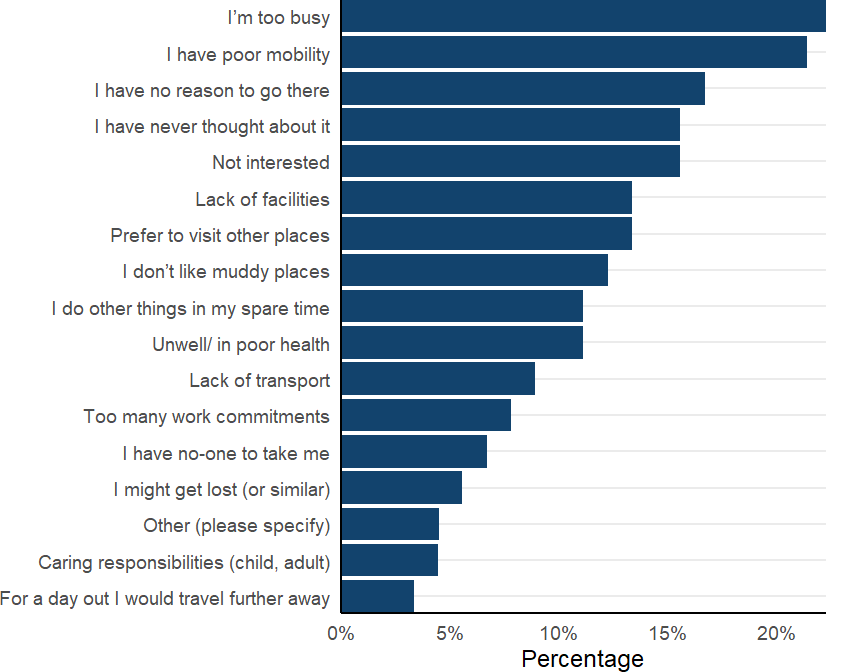 I’m too busy
I have poor mobility
I have no reason to go there
I have never thought about it
Not interested
Lack of facilities
Prefer to visit other places
I don’t like muddy places
I do other things in my spare time
Unwell/ in poor health
Lack of transport
Too many work commitments
I have no-one to take me
I might get lost (or similar)
Other (please specify)
Caring responsibilities (child, adult)
For a day out I would travel further away
0% 5% 10% 15% 20%
Percentage